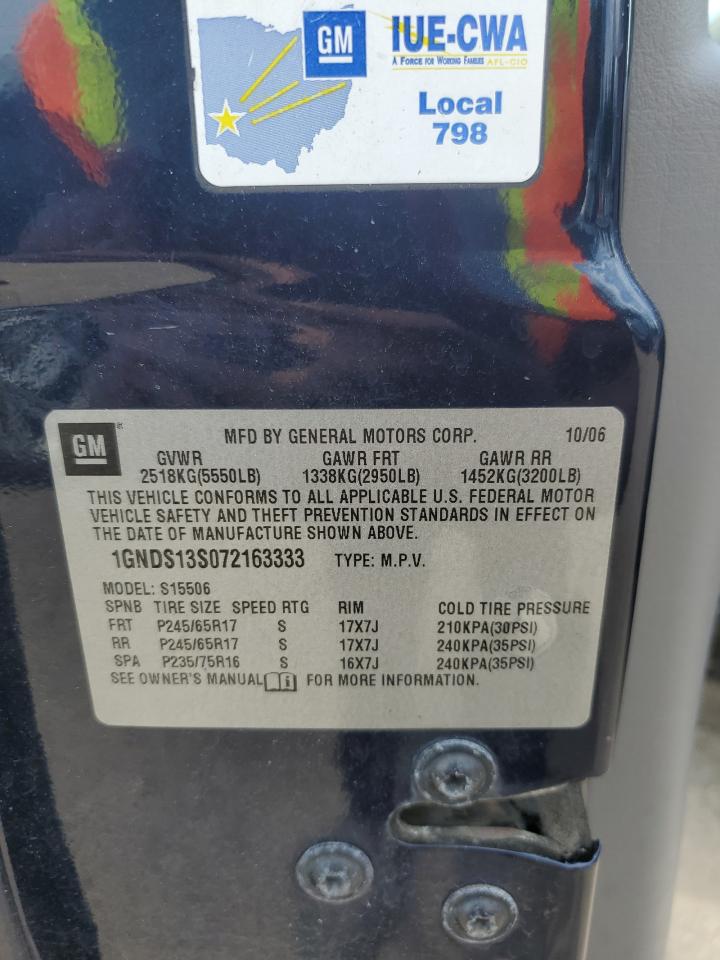 GM IUE-CWA
A FORCE FOR WORKING FAMILIES AFL-CIO
Local
798
GM
MFD BY GENERAL MOTORS CORP. 10/06
GVWR GAWR FRT GAWR RR
2518KG(5550LB) 1338KG(2950LB) 1452KG(3200LB)
THIS VEHICLE CONFORMS TO ALL APPLICABLE U.S. FEDERAL MOTOR
VEHICLE SAFETY AND THEFT PREVENTION STANDARDS IN EFFECT ON
THE DATE OF MANUFACTURE SHOWN ABOVE.
1GNDS13S072163333 TYPE: M.P.V.
MODEL: S15506
SPNB TIRE SIZE SPEED RTG RIM COLD TIRE PRESSURE
FRT P245/65R17 S 17X7J 210KPA(30PSI)
RR P245/65R17 S 17X7J 240KPA(35PSI)
SPA P235/75R16 S 16X7J 240KPA(35PSI)
SEE OWNER'S MANUAL i FOR MORE INFORMATION.